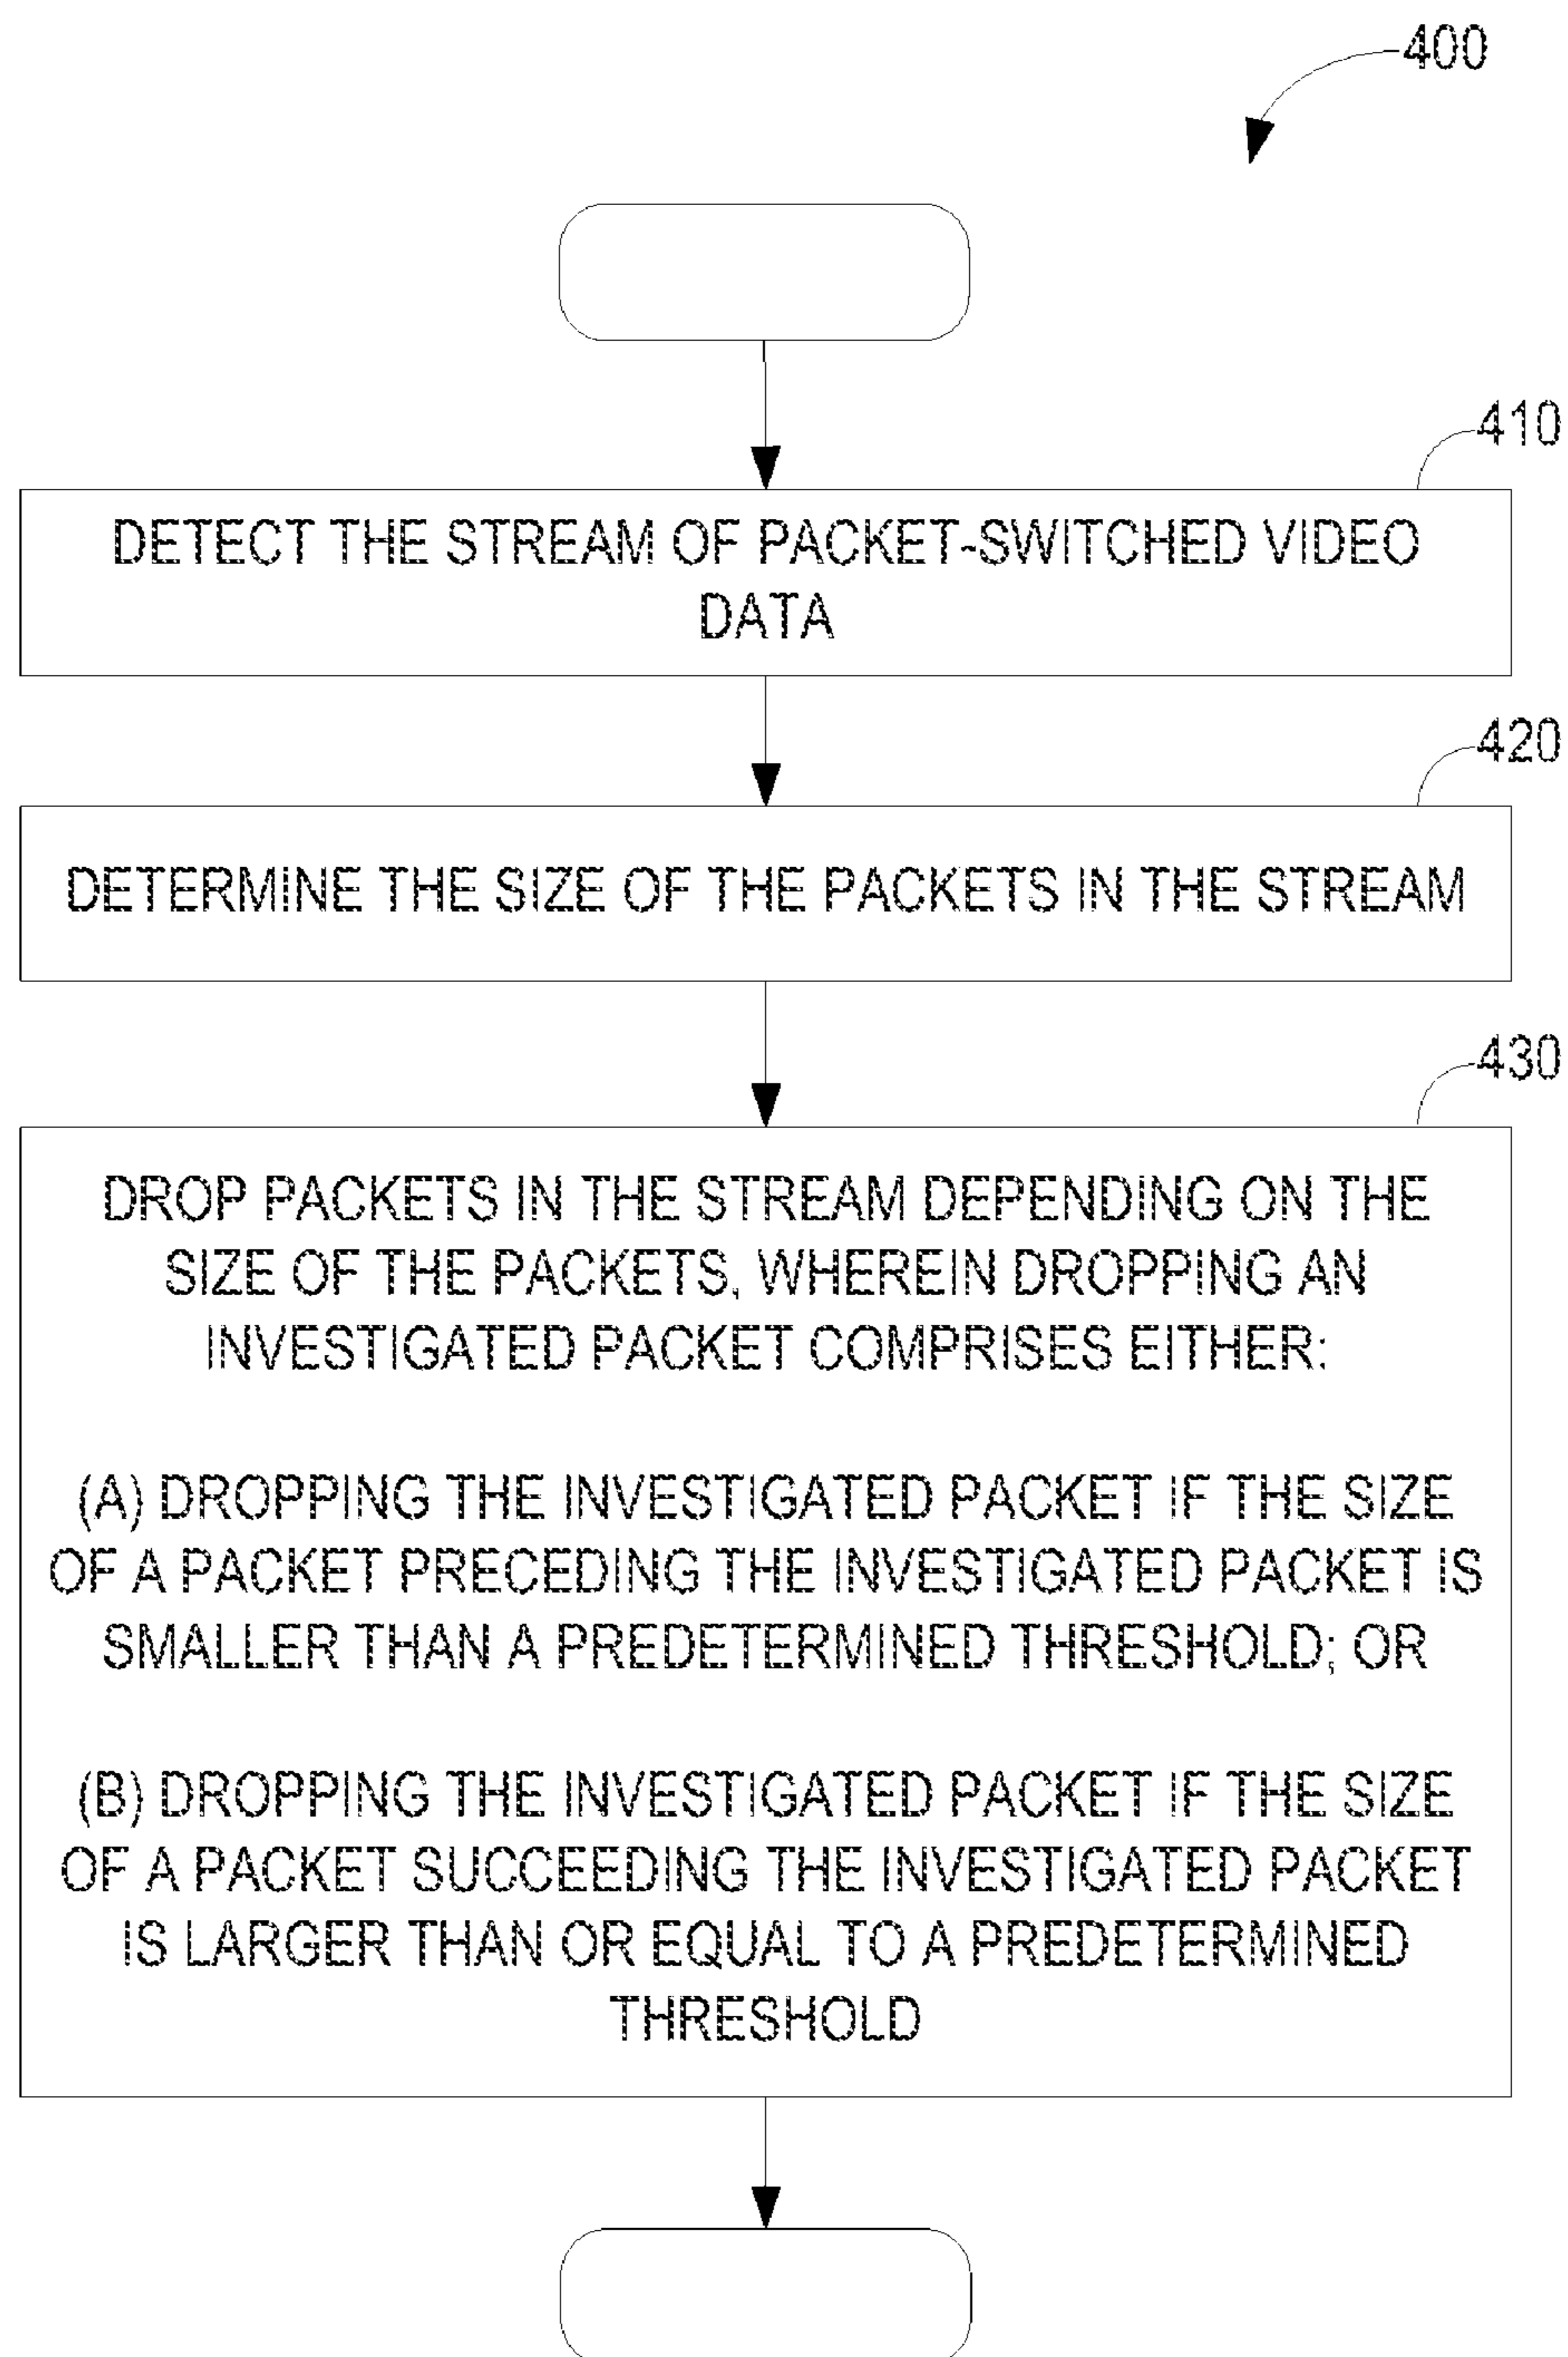 400
410
DETECT THE STREAM OF PACKET-SWITCHED VIDEO
DATA
420
DETERMINE THE SIZE OF THE PACKETS IN THE STREAM
430
DROP PACKETS IN THE STREAM DEPENDING ON THE
SIZE OF THE PACKETS, WHEREIN DROPPING AN
INVESTIGATED PACKET COMPRISES EITHER:
(A) DROPPING THE INVESTIGATED PACKET IF THE SIZE
OF A PACKET PRECEDING THE INVESTIGATED PACKET IS
SMALLER THAN A PREDETERMINED THRESHOLD; OR
(B) DROPPING THE INVESTIGATED PACKET IF THE SIZE
OF A PACKET SUCCEEDING THE INVESTIGATED PACKET
IS LARGER THAN OR EQUAL TO A PREDETERMINED
THRESHOLD